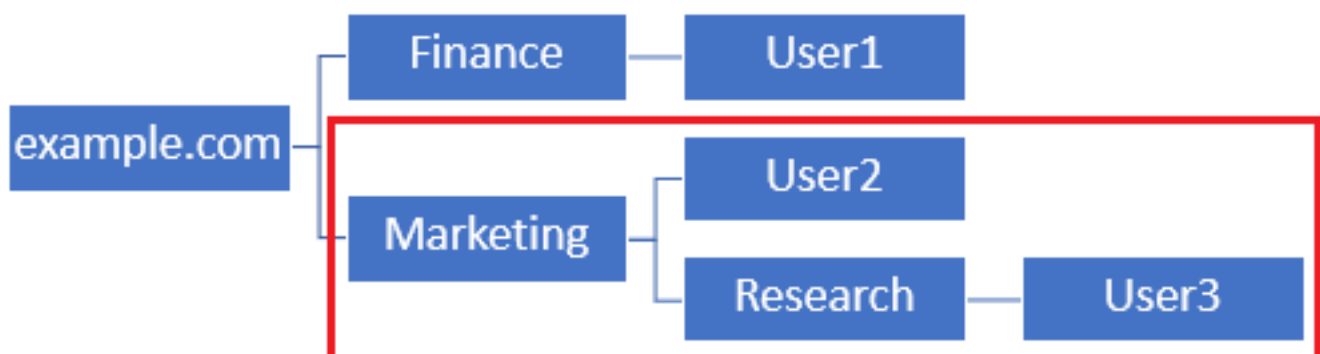 example.com
Finance
User1
Marketing
User2
Research
User3